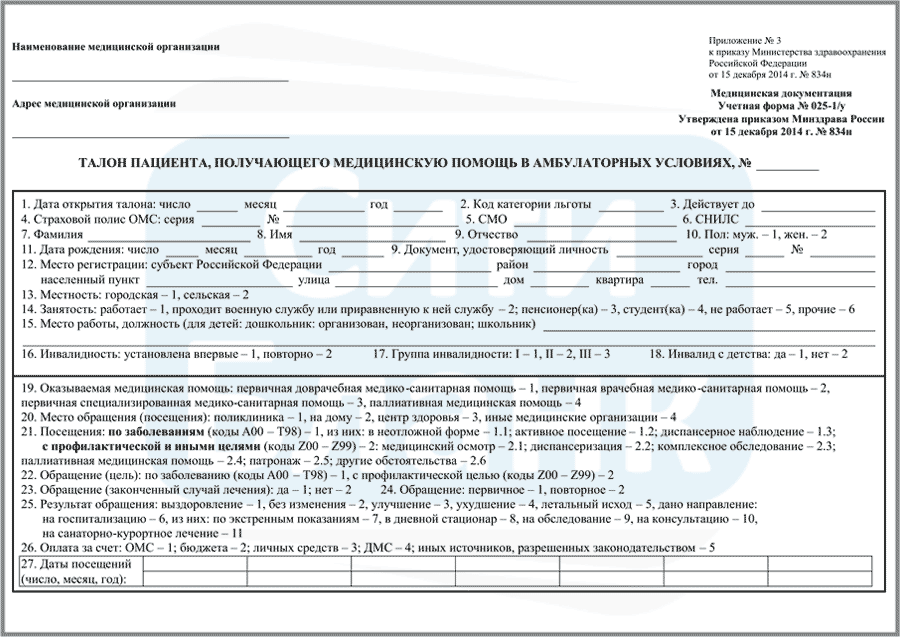 Наименование медицинской организации
Приложение № 3
к приказу Министерства здравоохранения
Российской Федерации
от 15 декабря 2014 г. № 834н
Адрес медицинской организации
Медицинская документация
Учетная форма № 025-1/у
Утверждена приказом Минздрава России
от 15 декабря 2014 г. № 834н
ТАЛОН ПАЦИЕНТА, ПОЛУЧАЮЩЕГО МЕДИЦИНСКУЮ ПОМОЩЬ В АМБУЛАТОРНЫХ УСЛОВИЯХ, №
1. Дата открытия талона: число месяц год 2. Код категории льготы 3. Действует до
4. Страховой полис ОМС: серия № 5. СМО 6. СНИЛС
7. Фамилия 8. Имя 9. Отчество 10. Пол: муж. – 1, жен. – 2
11. Дата рождения: число месяц год 9. Документ, удостоверяющий личность серия №
12. Место регистрации: субъект Российской Федерации район город
населенный пункт улица дом квартира тел.
13. Местность: городская – 1, сельская – 2
14. Занятость: работает – 1, проходит военную службу или приравненную к ней службу – 2; пенсионер(ка) – 3, студент(ка) – 4, не работает – 5, прочие – 6
15. Место работы, должность (для детей: дошкольник: организован, неорганизован; школьник)
16. Инвалидность: установлена впервые – 1, повторно – 2 17. Группа инвалидности: I – 1, II – 2, III – 3 18. Инвалид с детства: да – 1, нет – 2
19. Оказываемая медицинская помощь: первичная доврачебная медико-санитарная помощь – 1, первичная врачебная медико-санитарная помощь – 2,
первичная специализированная медико-санитарная помощь – 3, паллиативная медицинская помощь – 4
20. Место обращения (посещения): поликлиника – 1, на дому – 2, центр здоровья – 3, иные медицинские организации – 4
21. Посещения: по заболеваниям (коды A00 – T98) – 1, из них: в неотложной форме – 1.1; активное посещение – 1.2; диспансерное наблюдение – 1.3;
с профилактической и иными целями (коды Z00 – Z99) – 2: медицинский осмотр – 2.1; диспансеризация – 2.2; комплексное обследование – 2.3;
паллиативная медицинская помощь – 2.4; патронаж – 2.5; другие обстоятельства – 2.6
22. Обращение (цель): по заболеванию (коды A00 – T98) – 1, с профилактической целью (коды Z00 – Z99) – 2
23. Обращение (законченный случай лечения): да – 1; нет – 2 24. Обращение: первичное – 1, повторное – 2
25. Результат обращения: выздоровление – 1, без изменения – 2, улучшение – 3, ухудшение – 4, летальный исход – 5, дано направление:
на госпитализацию – 6, из них: по экстренным показаниям – 7, в дневной стационар – 8, на обследование – 9, на консультацию – 10,
на санаторно-курортное лечение – 11
26. Оплата за счет: ОМС – 1; бюджета – 2; личных средств – 3; ДМС – 4; иных источников, разрешенных законодательством – 5
27. Даты посещений
(число, месяц, год):